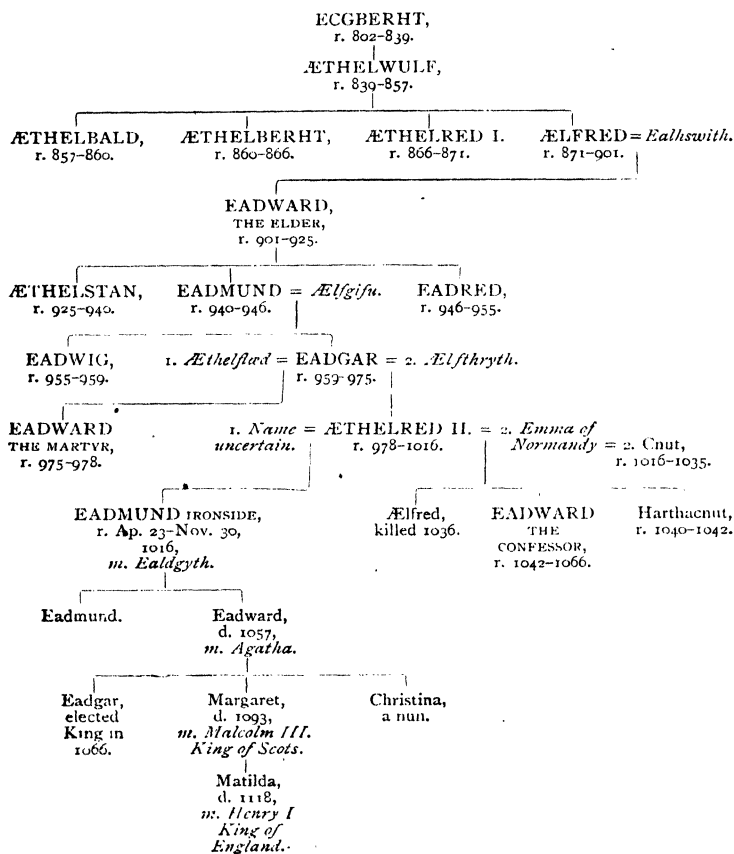 ECGBERHT,
r. 802-839.
ÆTHELWULF,
r. 839-857.
ÆTHELBALD, ÆTHELBERHT, ÆTHELRED I. ÆLFRED = Ealhswith.
r. 857-860. r. 860-866. r. 866-871. r. 871-901.
EADWARD
THE ELDER,
r. 901-925.
ÆTHELSTAN, EADMUND = Ælfgifu. EADRED,
r. 925-940. r. 940-946. r. 946-955.
EADWIG, 1. Æthelflæd = EADGAR = 2. Ælfthryth.
r. 955-959. r. 959-975.
EADWARD 1. Name = ÆTHELRED II. = 2. Emma of
THE MARTYR, uncertain. r. 978-1016. Normandy = 2. Cnut,
r. 975-978. r. 1016-1035.
EADMUND IRONSIDE, Ælfred, EADWARD Harthacnut,
r. Ap. 23-Nov. 30, killed 1036. THE r. 1040-1042.
1016, CONFESSOR,
m. Ealdgyth. r. 1042-1066.
Eadmund. Eadward,
d. 1057,
m. Agatha.
Eadgar, Margaret, Christina,
elected d. 1093, a nun.
King in m. Malcolm III.
1066. King of Scots.
Matilda,
d. 1118,
m. Henry I
King of
England.